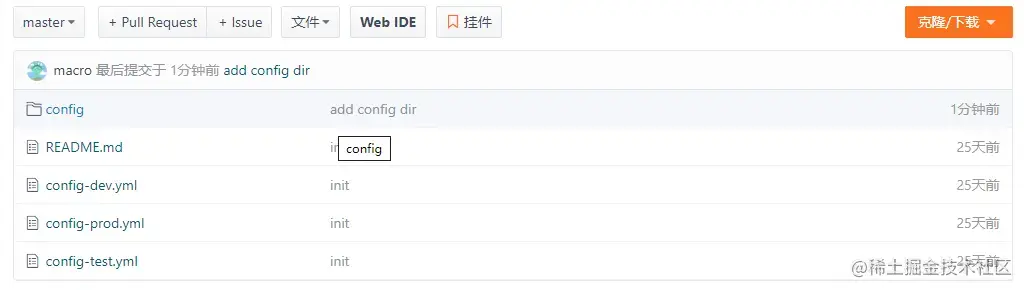 master + Pull Request + Issue 文件 Web IDE 挂件 克隆/下载
macro 最后提交于 1分钟前 add config dir
config add config dir 1分钟前
README.md 25天前
config
config-dev.yml init 25天前
config-prod.yml init 25天前
config-test.yml init 25天前
@稀土掘金技术社区